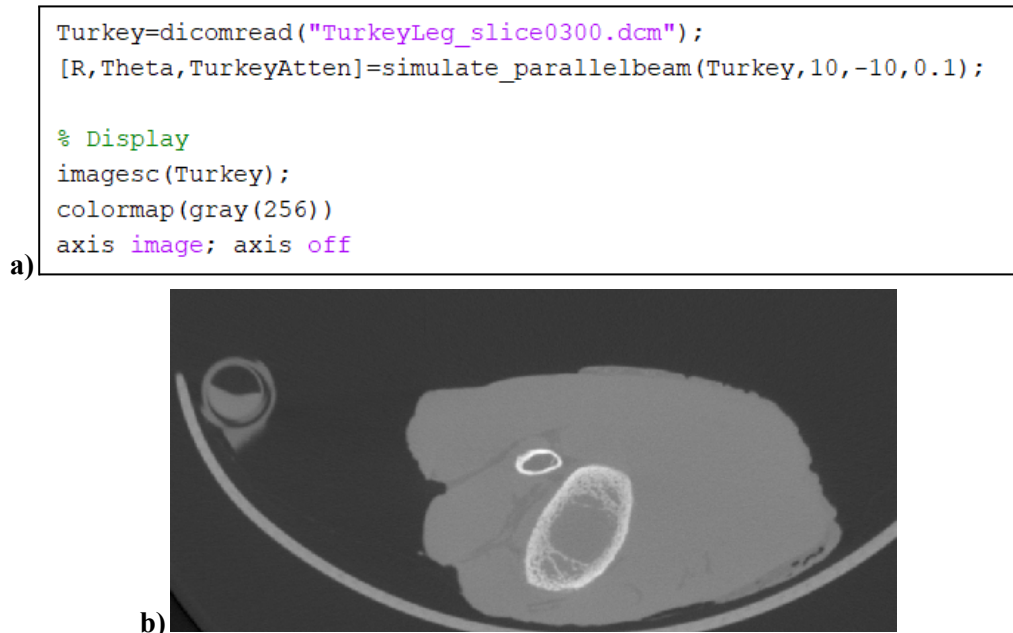 Turkey=dicomread("TurkeyLeg_slice0300.dcm");
[R,Theta,TurkeyAtten]=simulate_parallelbeam(Turkey,10,-10,0.1);
% Display
imagesc(Turkey);
colormap(gray(256))
axis image; axis off
a)
b)